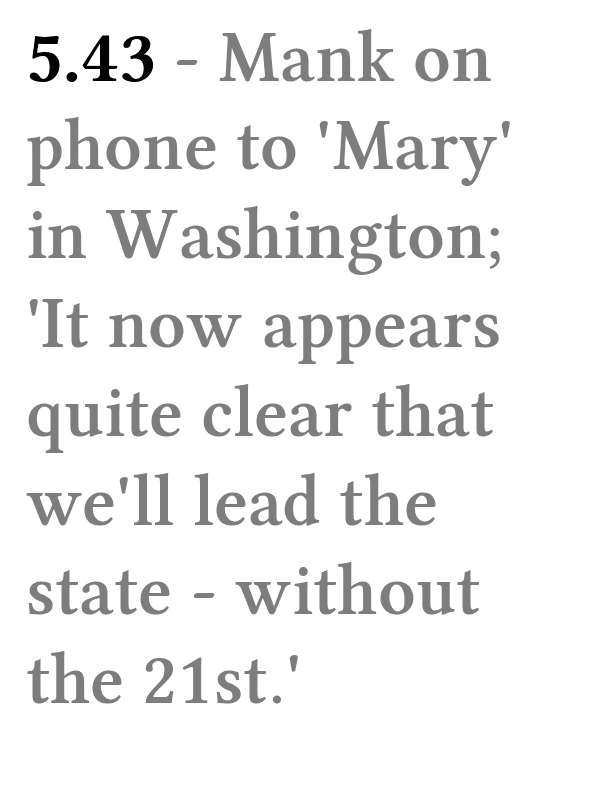 5.43 - Mank on
phone to 'Mary'
in Washington;
'It now appears
quite clear that
we'll lead the
state - without
the 21st.'